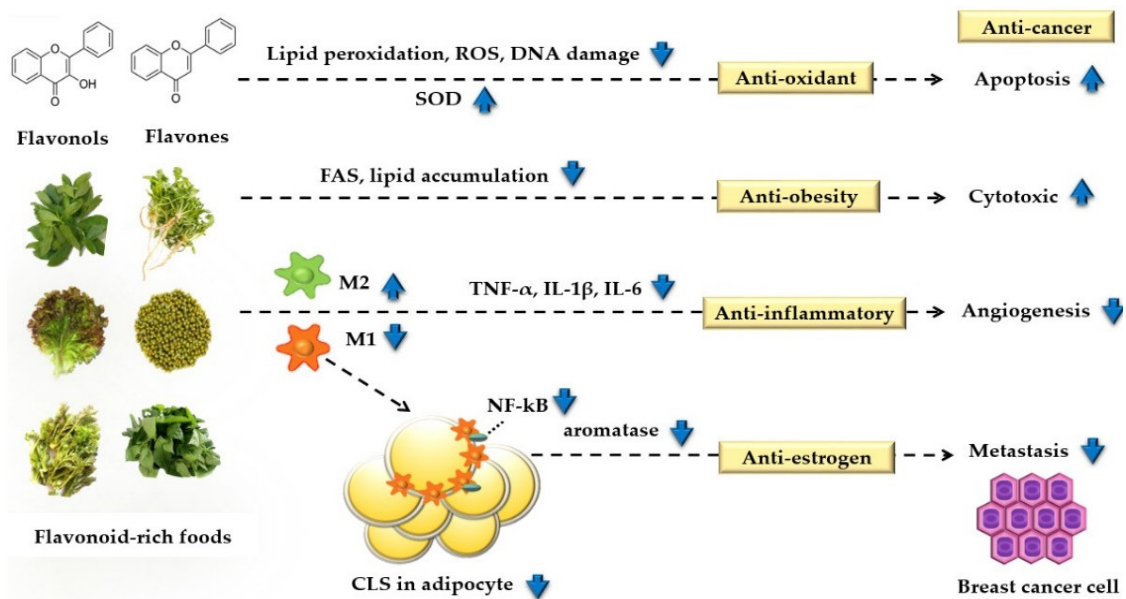 O
OH
O
Flavonols
O
O
Flavones
Flavonoid-rich foods
Lipid peroxidation, ROS, DNA damage
SOD
Anti-oxidant
Anti-cancer
Apoptosis
FAS, lipid accumulation
Anti-obesity
Cytotoxic
M2
M1
TNF-α, IL-1β, IL-6
Anti-inflammatory
Angiogenesis
NF-kB
aromatase
Anti-estrogen
Metastasis
CLS in adipocyte
Breast cancer cell